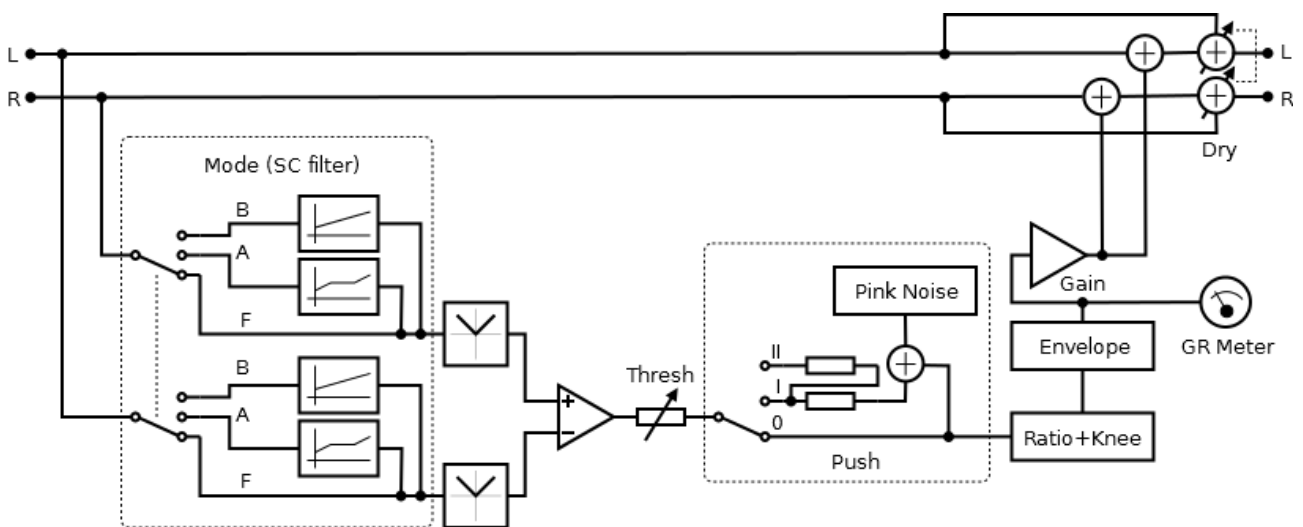 L
L
R
R
Dry
Mode (SC filter)
B
A
F
B
A
F
+
−
Thresh
Pink Noise
II
I
0
Push
Gain
Envelope
GR Meter
Ratio+Knee